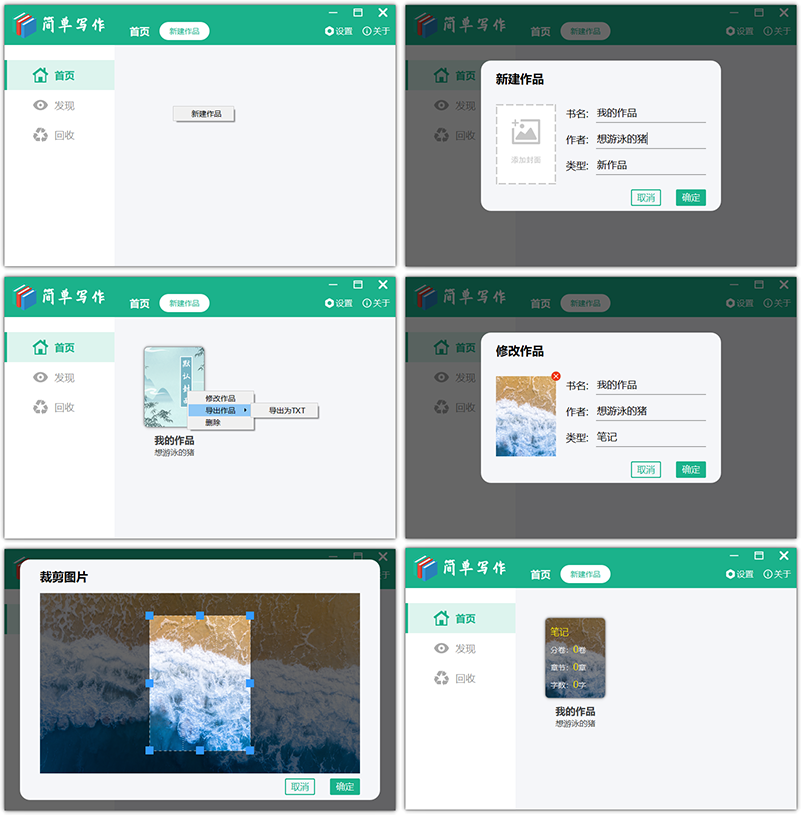 简单写作
首页 新建作品
设置 关于
首页
发现
回收
新建作品
简单写作
首页 新建作品
设置 关于
首页
发现
回收
新建作品
添加封面
书名: 我的作品
作者: 想游泳的猪
类型: 新作品
取消 确定
简单写作
首页 新建作品
设置 关于
首页
发现
回收
默认封
修改作品
导出作品 导出为TXT
删除
我的作品
想游泳的猪
简单写作
首页 新建作品
设置 关于
首页
发现
回收
修改作品
书名: 我的作品
作者: 想游泳的猪
类型: 笔记
取消 确定
于
裁剪图片
取消 确定
简单写作
首页 新建作品
设置 关于
首页
发现
回收
笔记
分卷: 0卷
章节: 0章
字数: 0字
我的作品
想游泳的猪